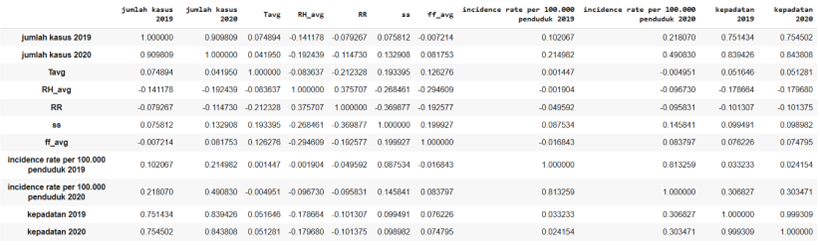 jumlah kasus 2019 jumlah kasus 2020 Tavg RH_avg RR ss ff_avg incidence rate per 100.000 penduduk 2019 incidence rate per 100.000 penduduk 2020 kepadatan 2019 kepadatan 2020
jumlah kasus 2019 1.000000 0.909809 0.074894 -0.141178 -0.079267 0.075812 -0.007214 0.102067 0.218070 0.751434 0.754502
jumlah kasus 2020 0.909809 1.000000 0.041950 -0.192439 -0.114730 0.132908 0.081753 0.214982 0.490830 0.839426 0.843808
Tavg 0.074894 0.041950 1.000000 -0.083637 -0.212328 0.193395 0.126276 0.001447 -0.004951 0.051646 0.051281
RH_avg -0.141178 -0.192439 -0.083637 1.000000 0.375707 -0.268461 -0.294609 -0.001904 -0.096730 -0.178664 -0.179680
RR -0.079267 -0.114730 -0.212328 0.375707 1.000000 -0.369877 -0.192577 -0.049592 -0.095831 -0.101307 -0.101375
ss 0.075812 0.132908 0.193395 -0.268461 -0.369877 1.000000 0.199927 0.087534 0.145841 0.099491 0.098982
ff_avg -0.007214 0.081753 0.126276 -0.294609 -0.192577 0.199927 1.000000 -0.016843 0.083797 0.076226 0.074795
incidence rate per 100.000 penduduk 2019 0.102067 0.214982 0.001447 -0.001904 -0.049592 0.087534 -0.016843 1.000000 0.813259 0.033233 0.024154
incidence rate per 100.000 penduduk 2020 0.218070 0.490830 -0.004951 -0.096730 -0.095831 0.145841 0.083797 0.813259 1.000000 0.306827 0.303471
kepadatan 2019 0.751434 0.839426 0.051646 -0.178664 -0.101307 0.099491 0.076226 0.033233 0.306827 1.000000 0.999309
kepadatan 2020 0.754502 0.843808 0.051281 -0.179680 -0.101375 0.098982 0.074795 0.024154 0.303471 0.999309 1.000000